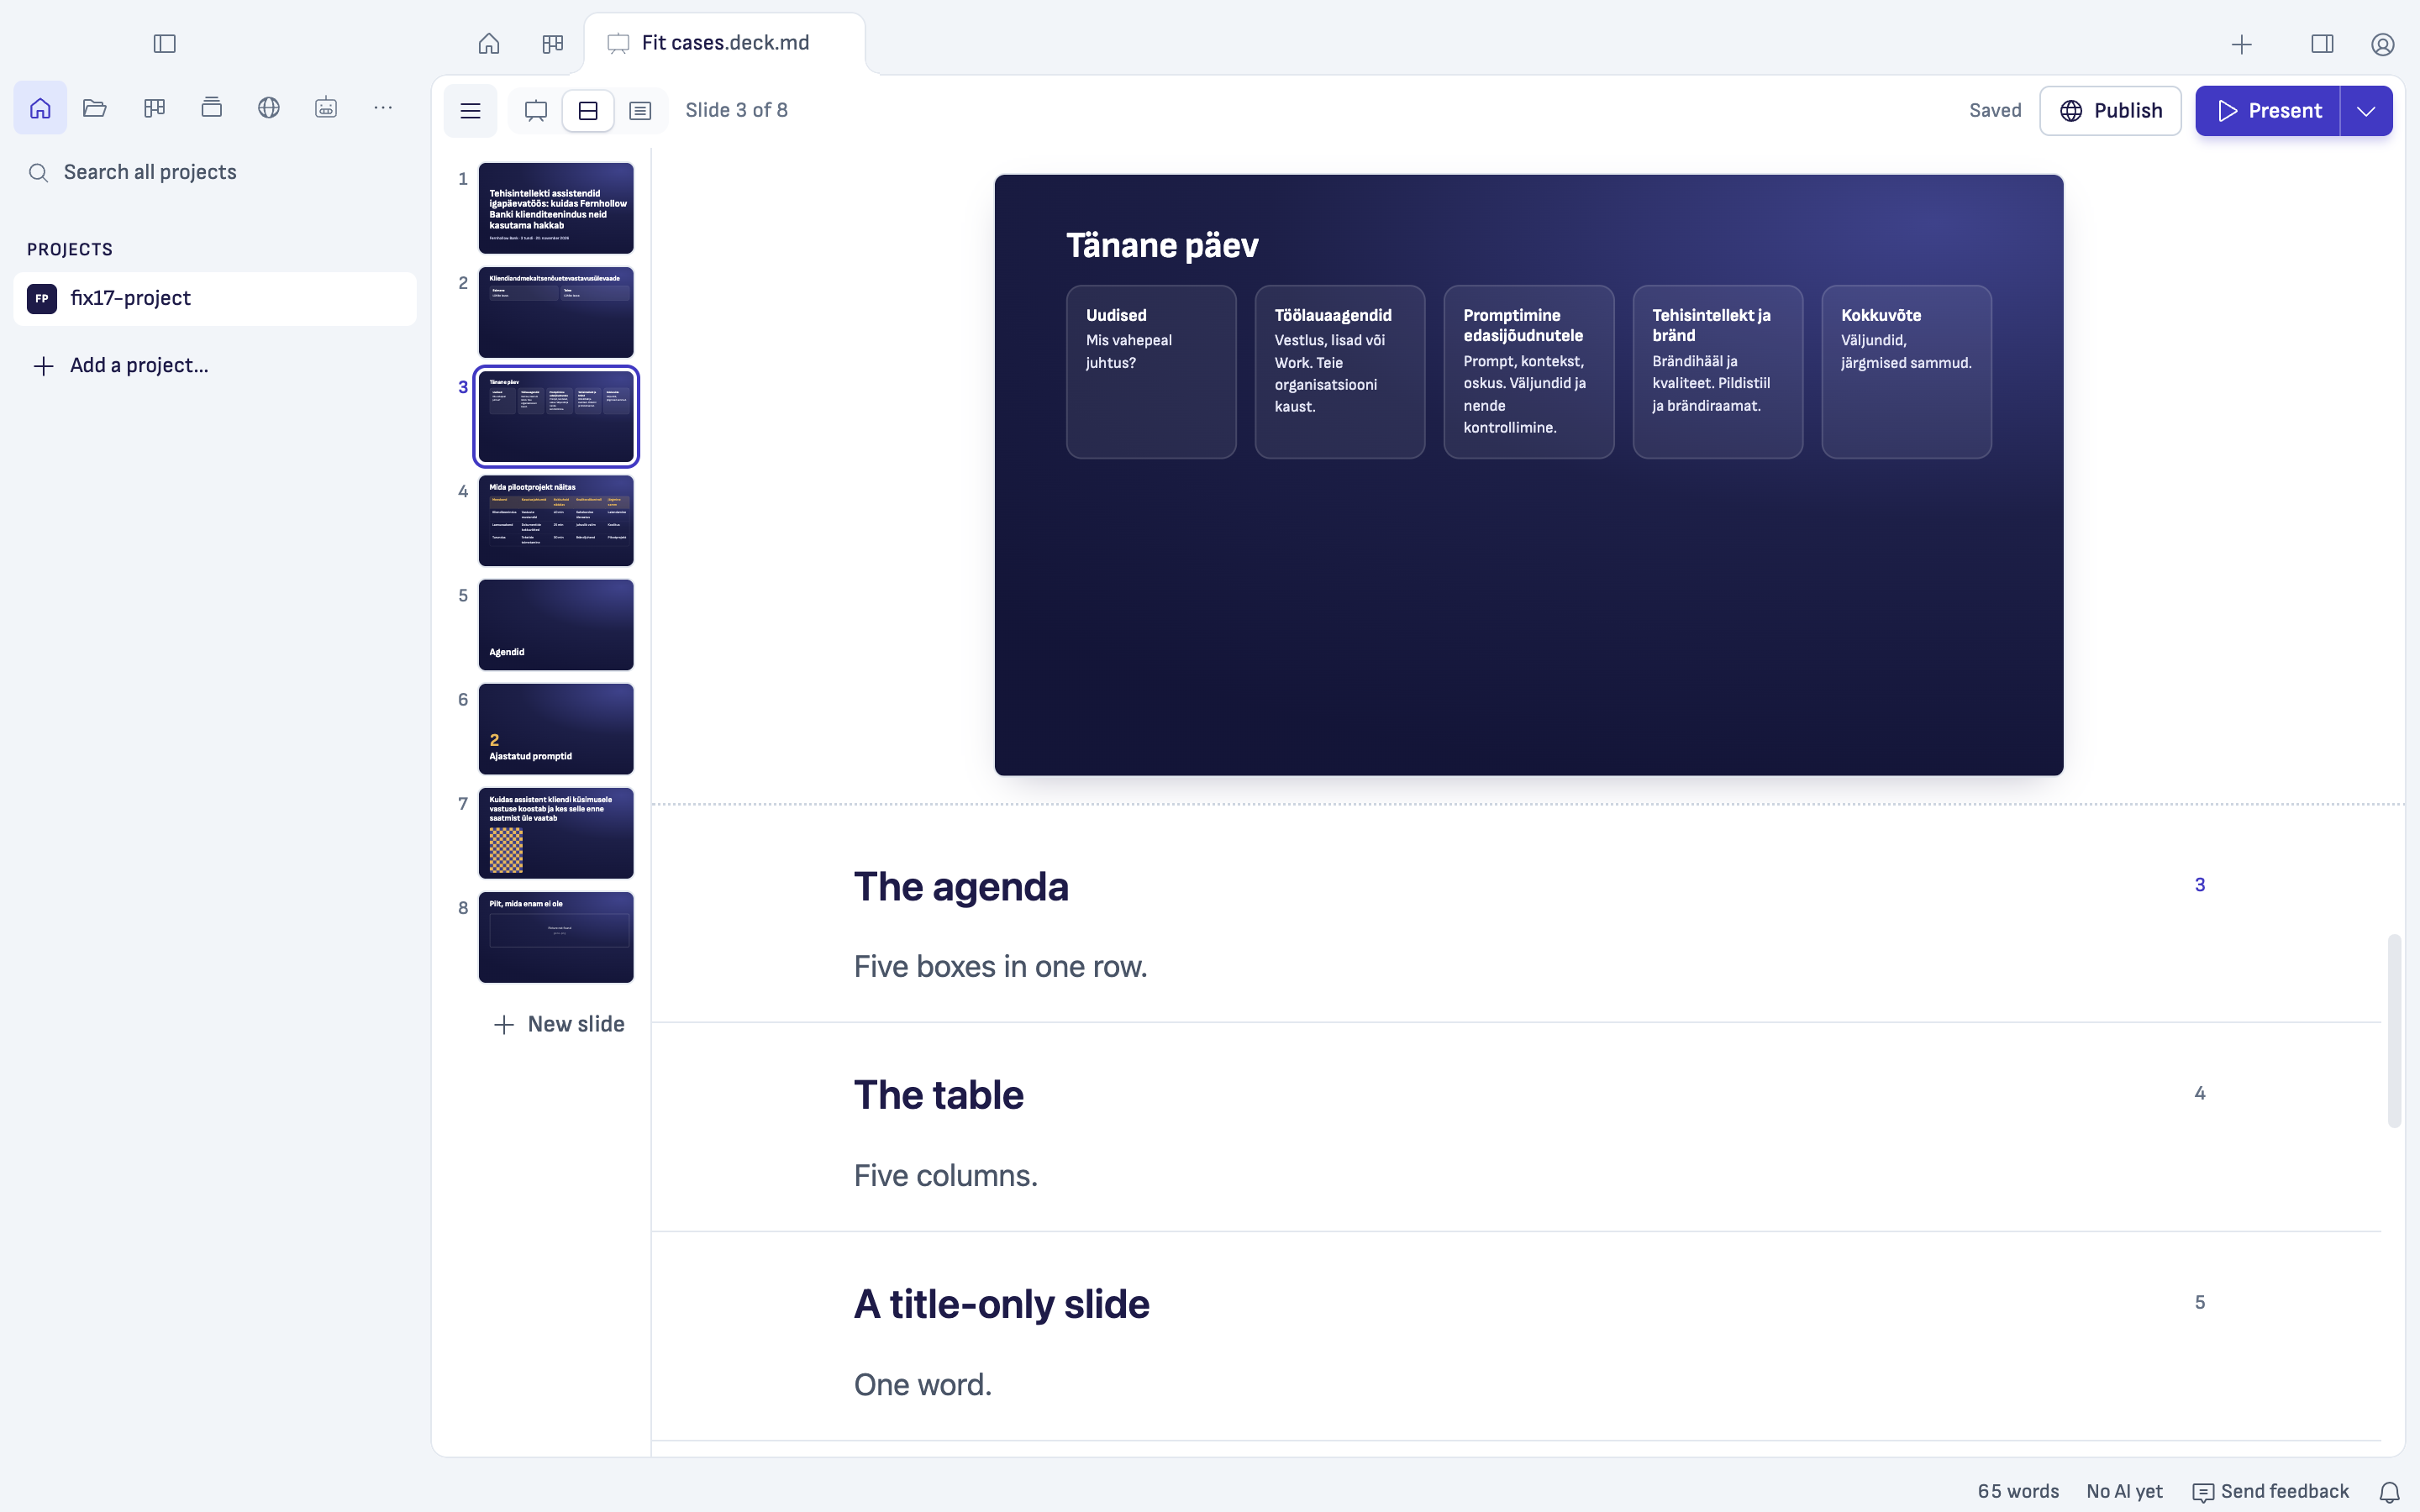 Fit cases.deck.md
Slide 3 of 8
Saved
Publish
Present
Search all projects
PROJECTS
FP
fix17-project
Add a project...
1
Tehisintellekti assistendid
igapäevatöös: kuidas Fernhollow
Banki klienditeenindus neid
kasutama hakkab
2
Kliendiandmekaitsenõuetevastavusülevaade
3
Tänane päev
4
Mida pilootprojekt näitas
5
Agendid
6
2
Ajastatud promptid
7
Kuidas assistent kliendi küsimusele
vastuse koostab ja kes selle enne
saatmist üle vaatab
8
Pilt, mida enam ei ole
New slide
Tänane päev
Uudised
Mis vahepeal
juhtus?
Töölauaagendid
Vestlus, lisad või
Work. Teie
organisatsiooni
kaust.
Promptimine
edasijõudnutele
Prompt, kontekst,
oskus. Väljundid ja
nende
kontrollimine.
Tehisintellekt ja
bränd
Brändihääl ja
kvaliteet. Pildistiil
ja brändiraamat.
Kokkuvõte
Väljundid,
järgmised sammud.
The agenda
3
Five boxes in one row.
The table
4
Five columns.
A title-only slide
5
One word.
65 words
No AI yet
Send feedback